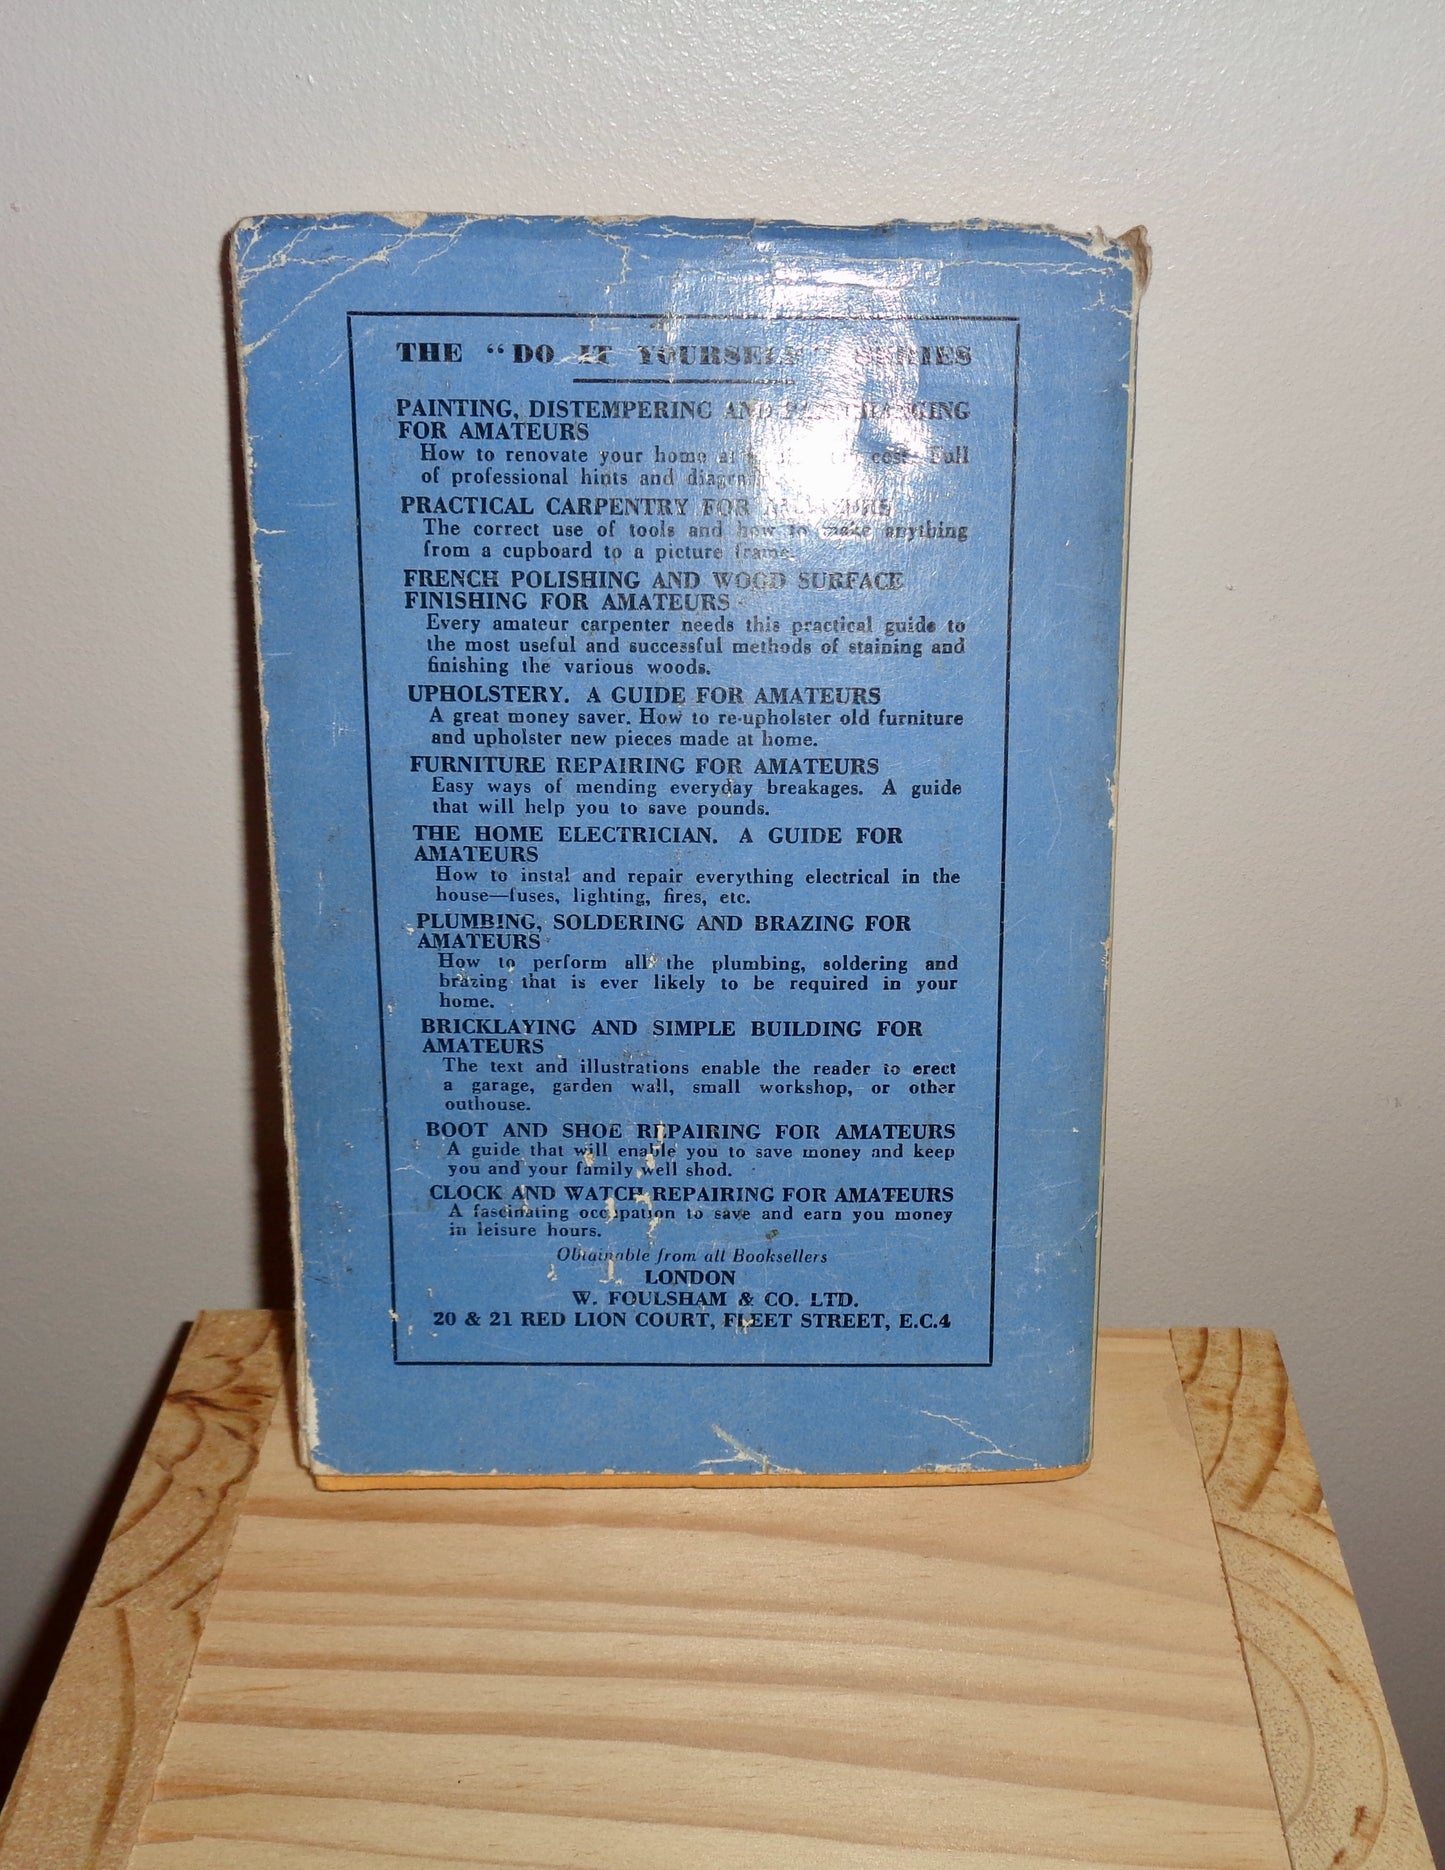 THE "DO IT YOURSELF" SERIES
PAINTING, DISTEMPERING AND PAPERHANGING
FOR AMATEURS
How to renovate your home at cost. Full
of professional hints and diagrams.
PRACTICAL CARPENTRY FOR AMATEURS
The correct use of tools and how to make anything
from a cupboard to a picture frame.
FRENCH POLISHING AND WOOD SURFACE
FINISHING FOR AMATEURS
Every amateur carpenter needs this practical guide to
the most useful and successful methods of staining and
finishing the various woods.
UPHOLSTERY. A GUIDE FOR AMATEURS
A great money saver. How to re-upholster old furniture
and upholster new pieces made at home.
FURNITURE REPAIRING FOR AMATEURS
Easy ways of mending everyday breakages. A guide
that will help you to save pounds.
THE HOME ELECTRICIAN. A GUIDE FOR
AMATEURS
How to instal and repair everything electrical in the
house—fuses, lighting, fires, etc.
PLUMBING, SOLDERING AND BRAZING FOR
AMATEURS
How to perform all the plumbing, soldering and
brazing that is ever likely to be required in your
home.
BRICKLAYING AND SIMPLE BUILDING FOR
AMATEURS
The text and illustrations enable the reader to erect
a garage, garden wall, small workshop, or other
outhouse.
BOOT AND SHOE REPAIRING FOR AMATEURS
A guide that will enable you to save money and keep
you and your family well shod.
CLOCK AND WATCH REPAIRING FOR AMATEURS
A fascinating occupation to save and earn you money
in leisure hours.
Obtainable from all Booksellers
LONDON
W. FOULSHAM & CO. LTD.
20 & 21 RED LION COURT, FLEET STREET, E.C.4